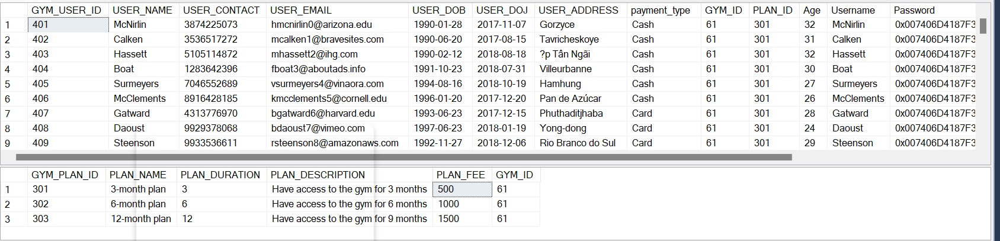 GYM_USER_ID USER_NAME USER_CONTACT USER_EMAIL USER_DOB USER_DOJ USER_ADDRESS payment_type GYM_ID PLAN_ID Age Username Password
1 401 McNirlin 3874225073 hmcnirlin0@arizona.edu 1990-01-28 2017-11-07 Gorzyce Cash 61 301 32 McNirlin 0x007406D4187F3
2 402 Calken 3536517272 mcalken1@bravesites.com 1990-06-20 2017-08-15 Tavricheskoye Cash 61 301 31 Calken 0x007406D4187F3
3 403 Hassett 5105114872 mhassett2@ihg.com 1990-02-12 2018-08-18 ?p Tân Ngãi Cash 61 301 32 Hassett 0x007406D4187F3
4 404 Boat 1283642396 fboat3@aboutads.info 1991-10-23 2018-07-31 Villeurbanne Cash 61 301 30 Boat 0x007406D4187F3
5 405 Surmeyers 7046552689 vsurmeyers4@vinaora.com 1994-08-16 2018-10-19 Hamhung Cash 61 301 27 Surmeyers 0x007406D4187F3
6 406 McClements 8916428185 kmcclements5@cornell.edu 1996-01-20 2017-12-20 Pan de Azúcar Cash 61 301 26 McClements 0x007406D4187F3
7 407 Gatward 4313776970 bgatward6@harvard.edu 1993-06-23 2017-12-15 Phuthaditjhaba Card 61 301 28 Gatward 0x007406D4187F3
8 408 Daoust 9929378068 bdaoust7@vimeo.com 1997-06-23 2018-01-19 Yong-dong Card 61 301 24 Daoust 0x007406D4187F3
9 409 Steenson 9933536611 rsteenson8@amazonaws.com 1992-11-27 2018-12-06 Rio Branco do Sul Card 61 301 29 Steenson 0x007406D4187F3
GYM_PLAN_ID PLAN_NAME PLAN_DURATION PLAN_DESCRIPTION PLAN_FEE GYM_ID
1 301 3-month plan 3 Have access to the gym for 3 months 500 61
2 302 6-month plan 6 Have access to the gym for 6 months 1000 61
3 303 12-month plan 12 Have access to the gym for 9 months 1500 61